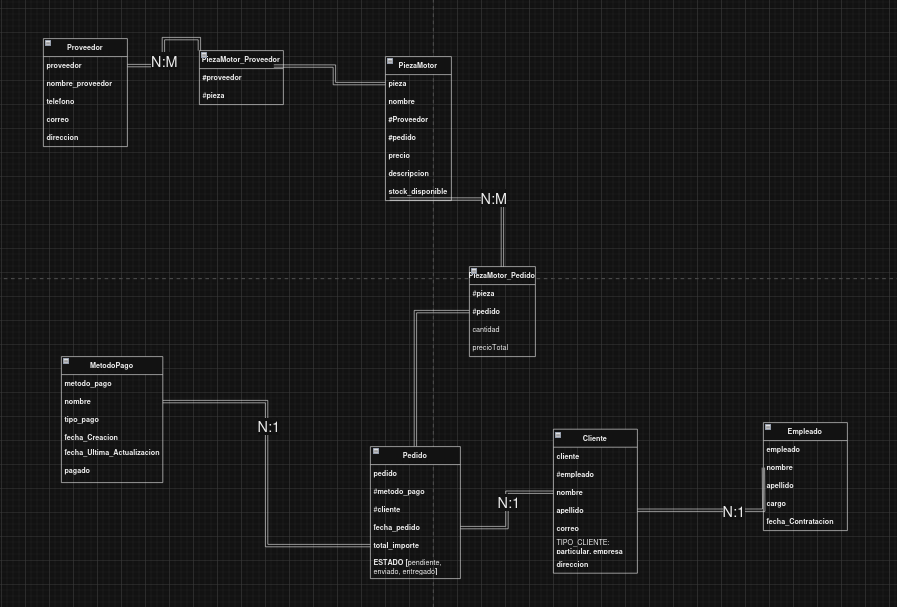 Proveedor
proveedor
nombre_proveedor
telefono
correo
direccion
N:M
PiezaMotor_Proveedor
#proveedor
#pieza
PiezaMotor
pieza
nombre
#Proveedor
#pedido
precio
descripcion
stock_disponible
N:M
PiezaMotor_Pedido
#pieza
#pedido
cantidad
precioTotal
MetodoPago
metodo_pago
nombre
tipo_pago
fecha_Creacion
fecha_Ultima_Actualizacion
pagado
N:1
Pedido
pedido
#metodo_pago
#cliente
fecha_pedido
total_importe
ESTADO [pendiente,
enviado, entregado]
N:1
Cliente
cliente
#empleado
nombre
apellido
correo
TIPO_CLIENTE:
particular, empresa
direccion
N:1
Empleado
empleado
nombre
apellido
cargo
fecha_Contratacion